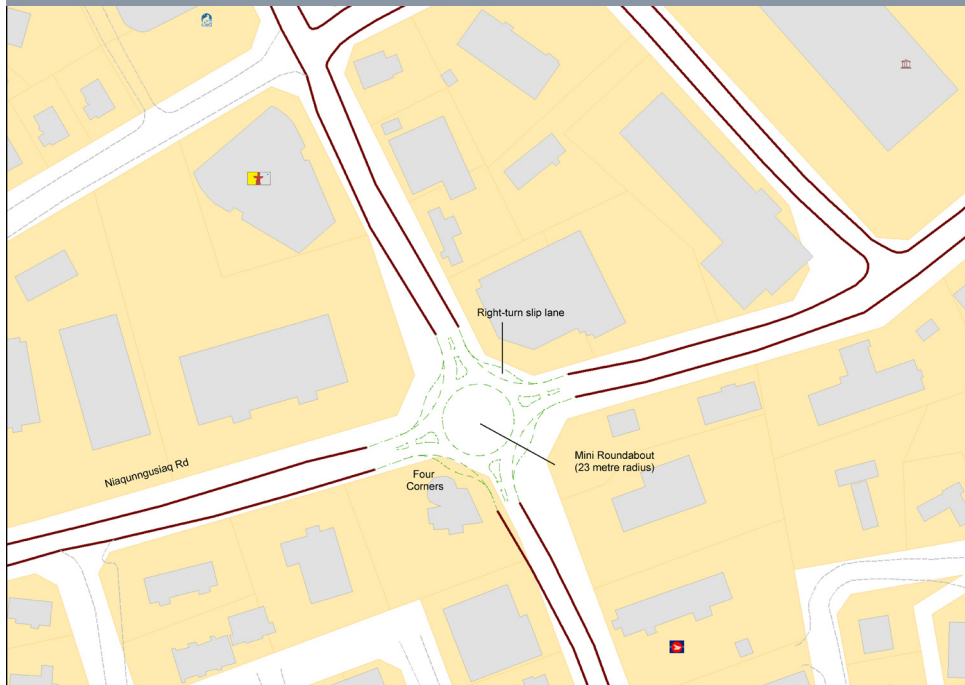 Right-turn slip lane
Mini Roundabout
(23 metre radius)
Niaqunngusiaq Rd
Four
Corners